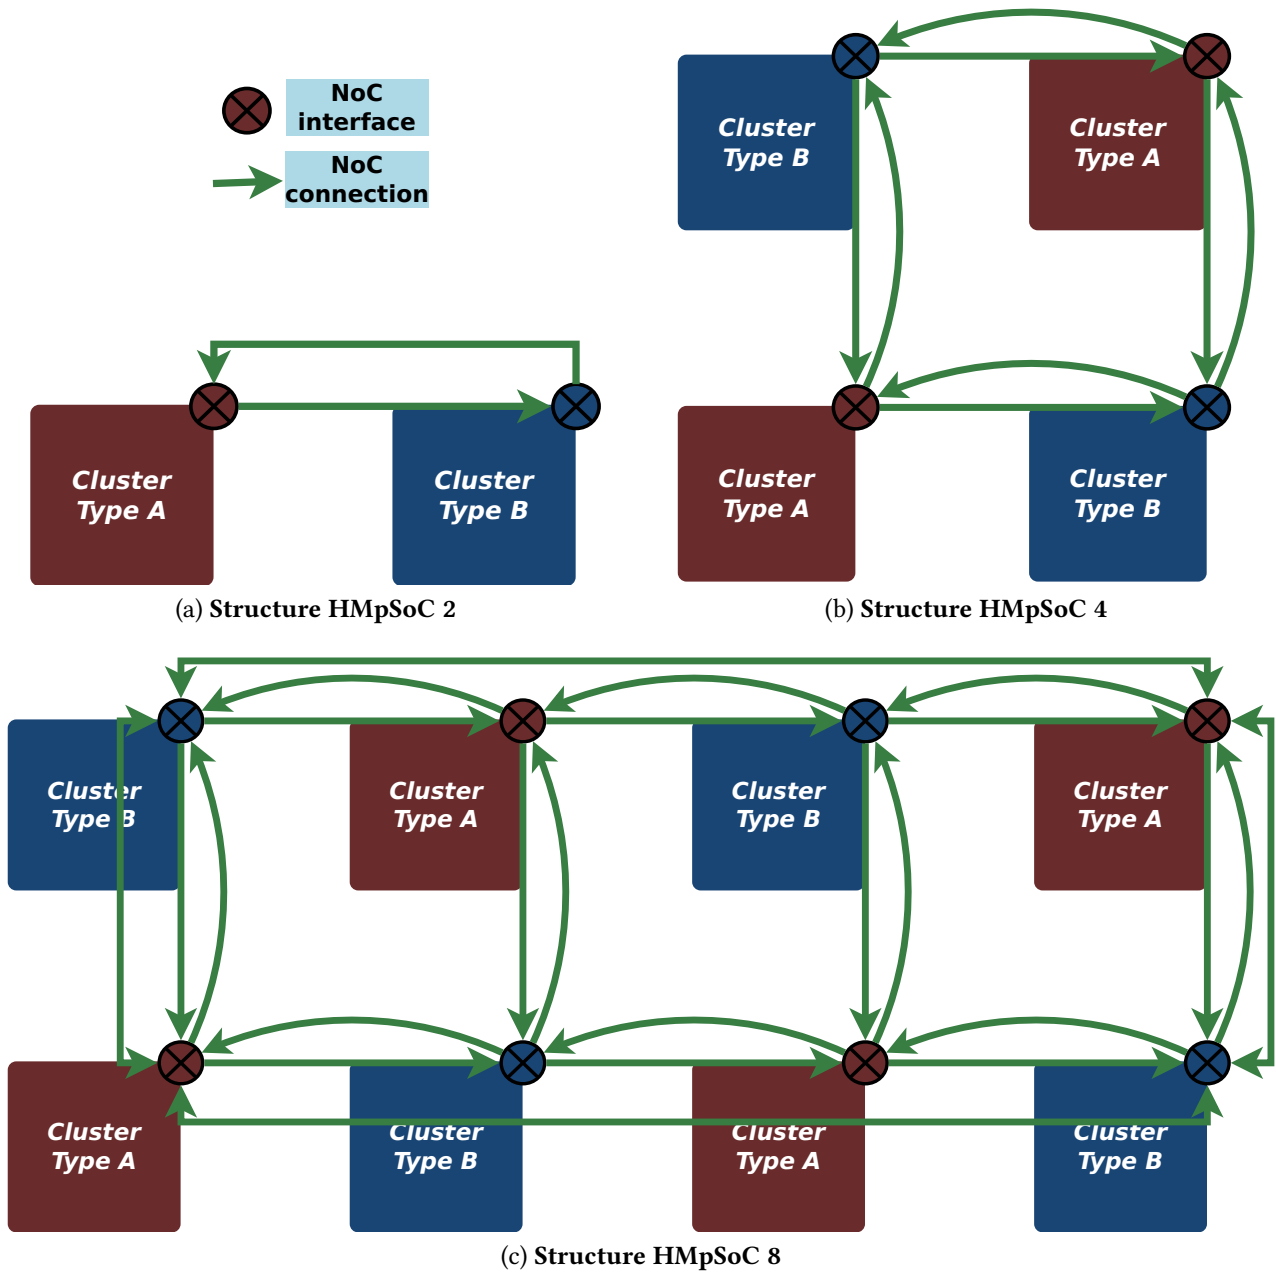 NoC
interface
NoC
connection
Cluster
Type B
Cluster
Type A
Cluster
Type A
Cluster
Type B
Cluster
Type A
Cluster
Type B
(a) Structure HMpSoC 2
(b) Structure HMpSoC 4
Cluster
Type B
Cluster
Type A
Cluster
Type B
Cluster
Type A
Cluster
Type A
Cluster
Type B
Cluster
Type A
Cluster
Type B
(c) Structure HMpSoC 8